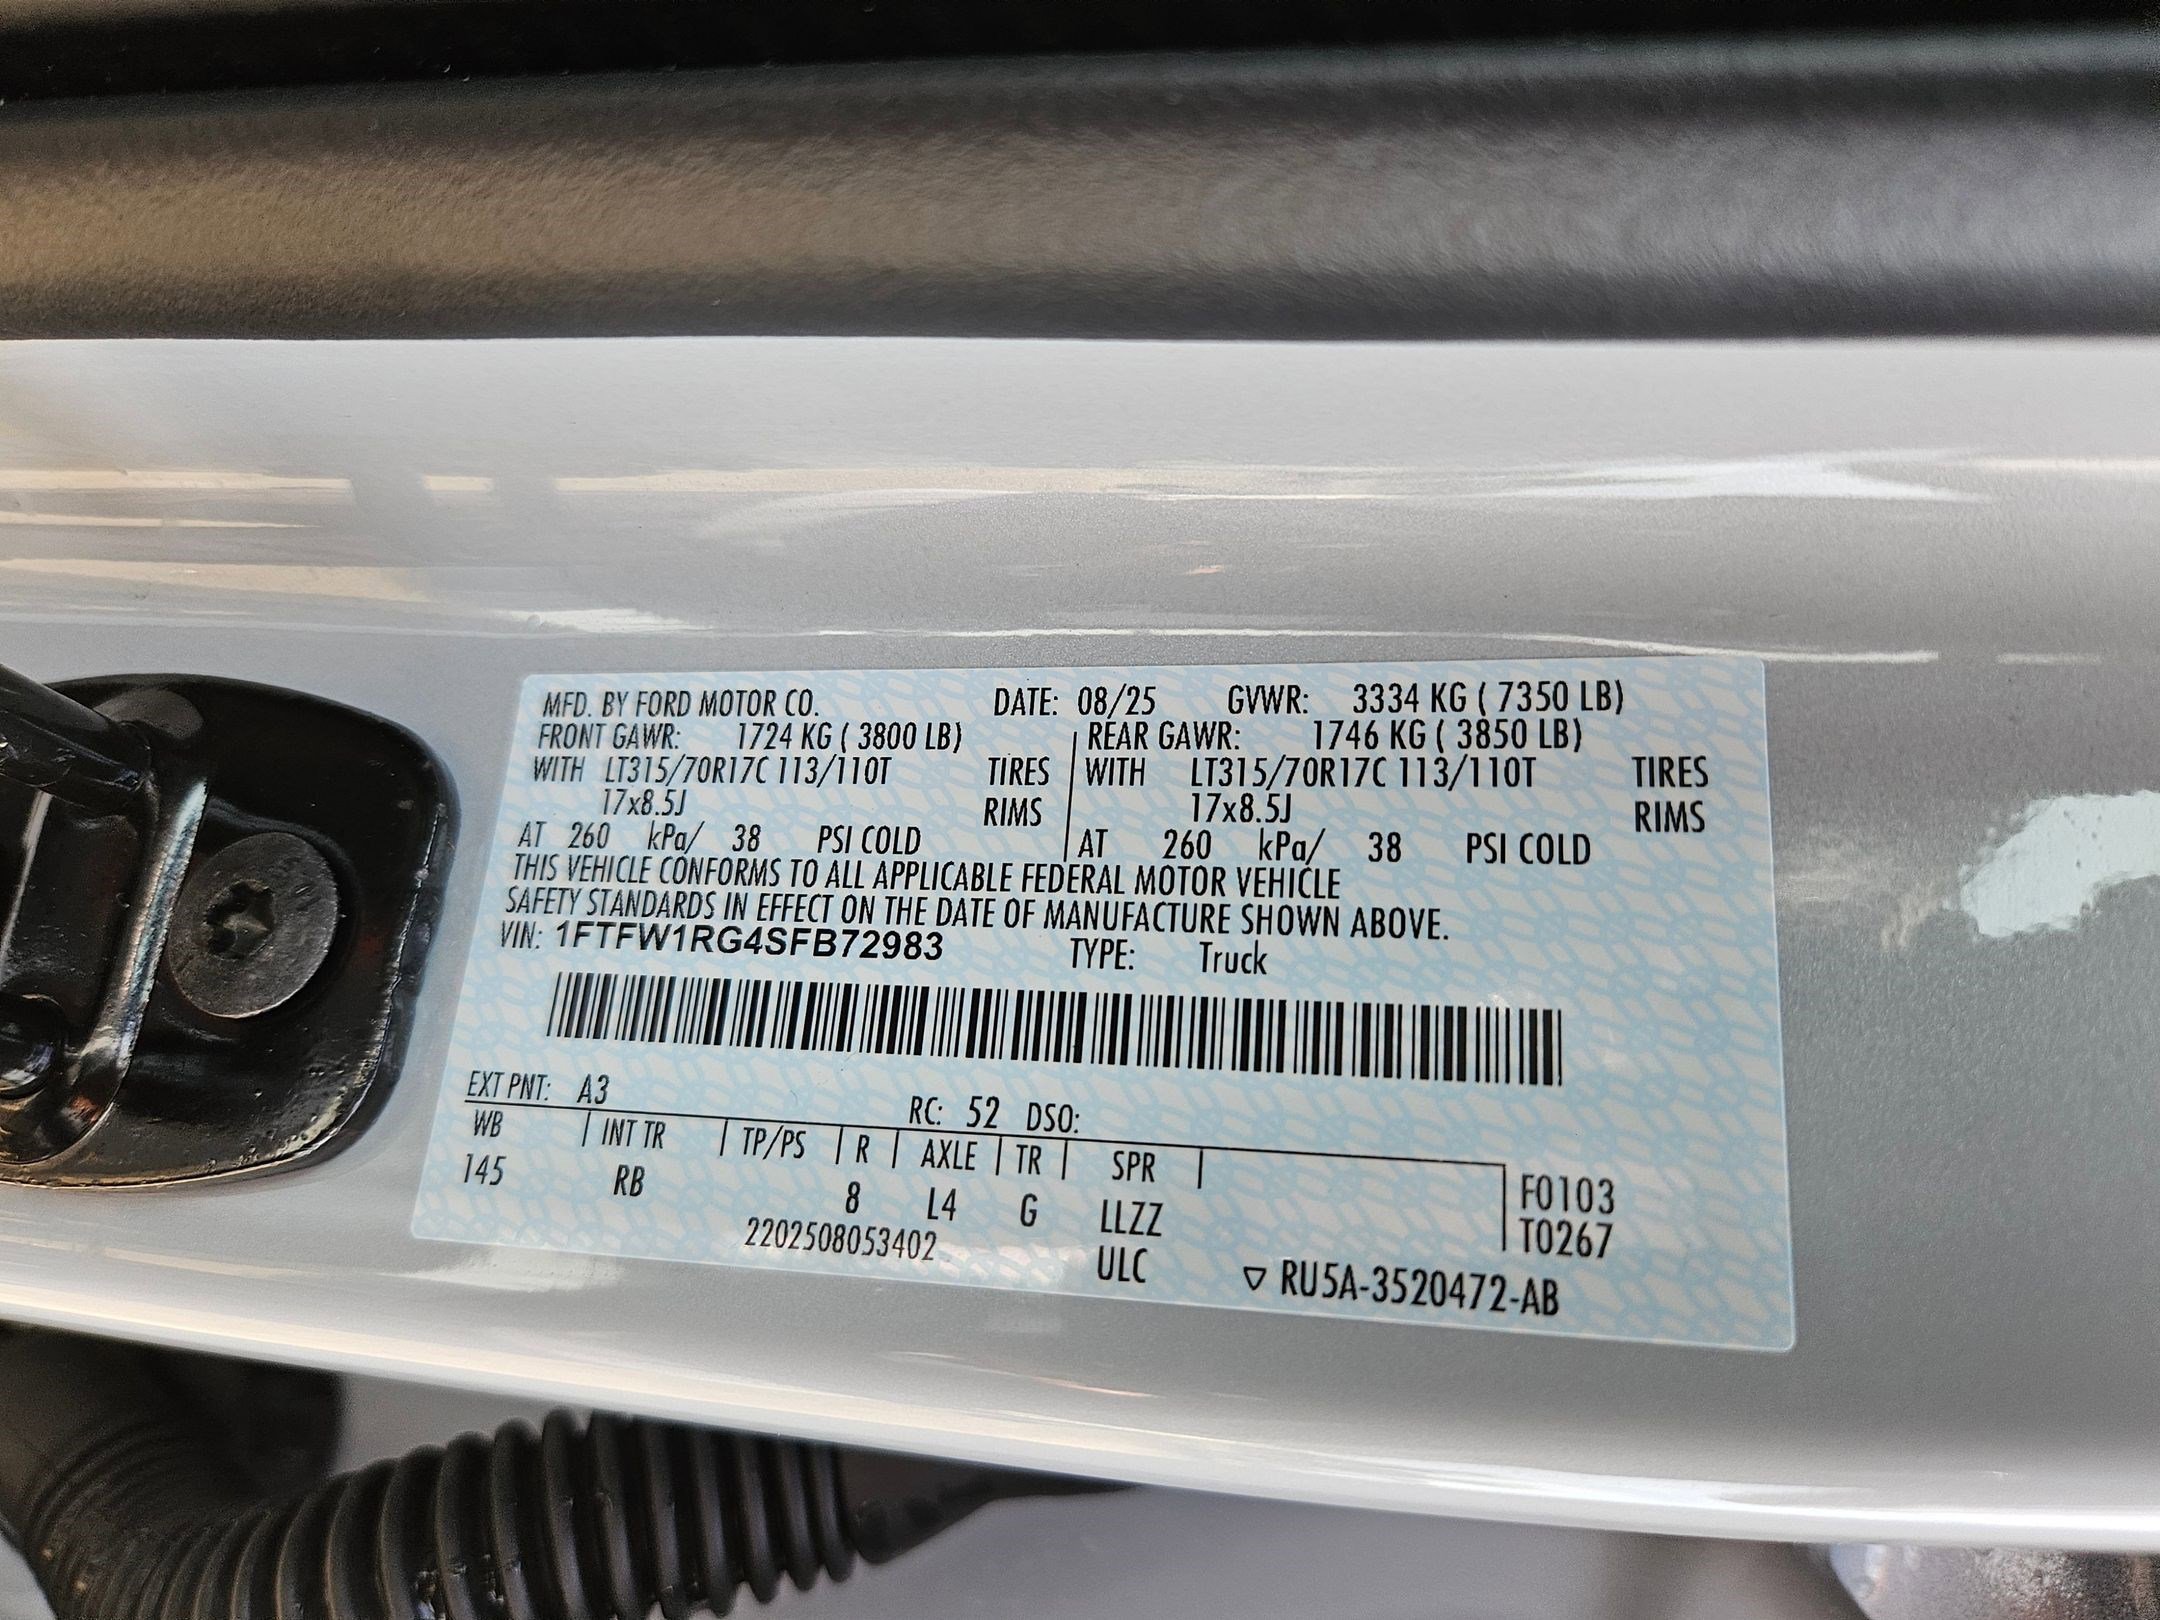 MFD. BY FORD MOTOR CO. DATE: 08/25 GVWR: 3334 KG ( 7350 LB)
FRONT GAWR: 1724 KG ( 3800 LB) REAR GAWR: 1746 KG ( 3850 LB)
WITH LT315/70R17C 113/110T TIRES WITH LT315/70R17C 113/110T TIRES
17x8.5J RIMS 17x8.5J RIMS
AT 260 kPa/ 38 PSI COLD AT 260 kPa/ 38 PSI COLD
THIS VEHICLE CONFORMS TO ALL APPLICABLE FEDERAL MOTOR VEHICLE
SAFETY STANDARDS IN EFFECT ON THE DATE OF MANUFACTURE SHOWN ABOVE.
VIN: 1FTFW1RG4SFB72983 TYPE: Truck
EXT PNT: A3 RC: 52 DSO:
WB INT TR TP/PS R AXLE TR SPR
145 RB 8 L4 G LLZZ F0103
2202508053402 ULC T0267
▽ RU5A-3520472-AB